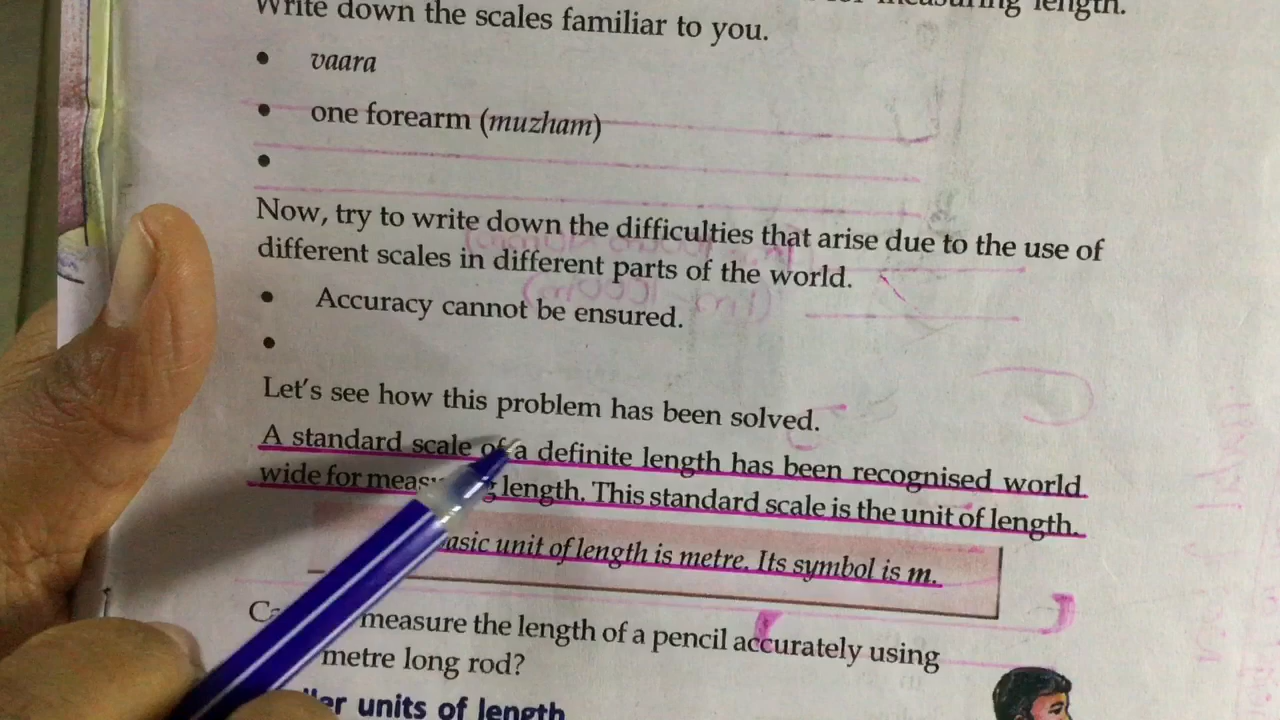 measuring length.
Write down the scales familiar to you.
• vaara
• one forearm (muzham)
•
Now, try to write down the difficulties that arise due to the use of
different scales in different parts of the world.
• Accuracy cannot be ensured.
•
Let's see how this problem has been solved.
A standard scale of a definite length has been recognised world
wide for measuring length. This standard scale is the unit of length.
basic unit of length is metre. Its symbol is m.
measure the length of a pencil accurately using
metre long rod?
units of length